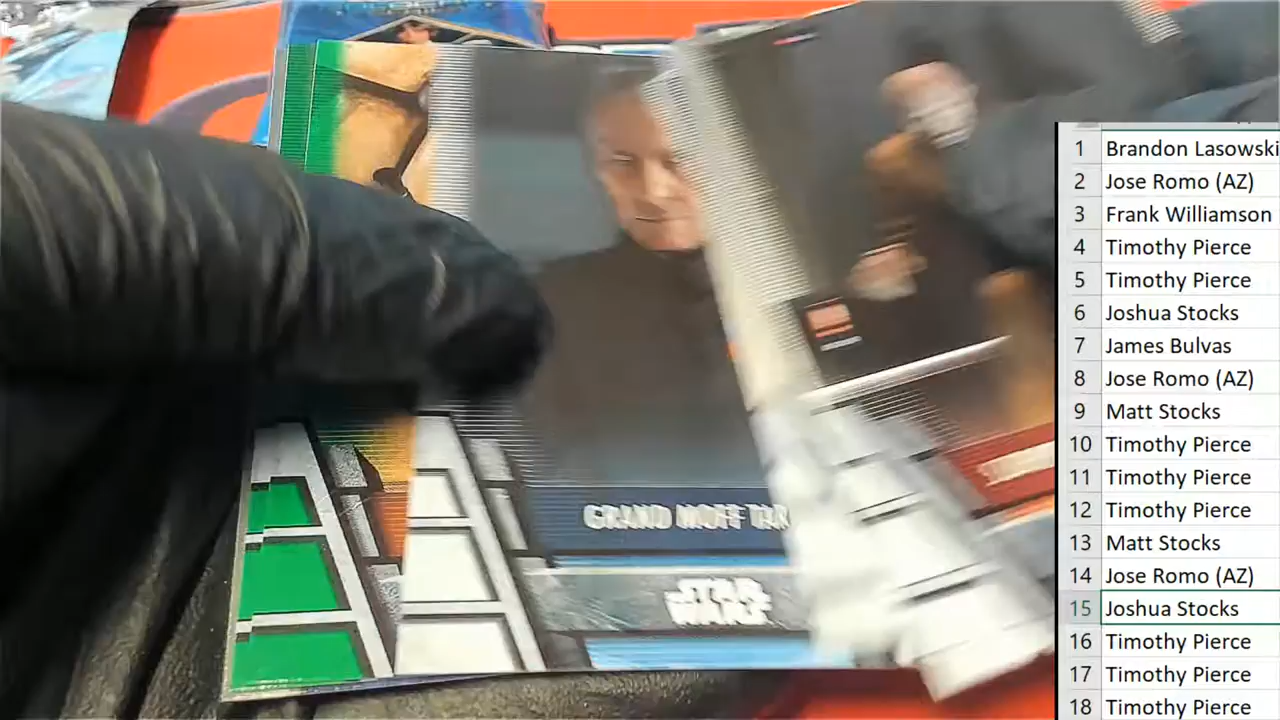 GRAND MOFF TAR
STAR
WARS
1 Brandon Lasowski
2 Jose Romo (AZ)
3 Frank Williamson
4 Timothy Pierce
5 Timothy Pierce
6 Joshua Stocks
7 James Bulvas
8 Jose Romo (AZ)
9 Matt Stocks
10 Timothy Pierce
11 Timothy Pierce
12 Timothy Pierce
13 Matt Stocks
14 Jose Romo (AZ)
15 Joshua Stocks
16 Timothy Pierce
17 Timothy Pierce
18 Timothy Pierce